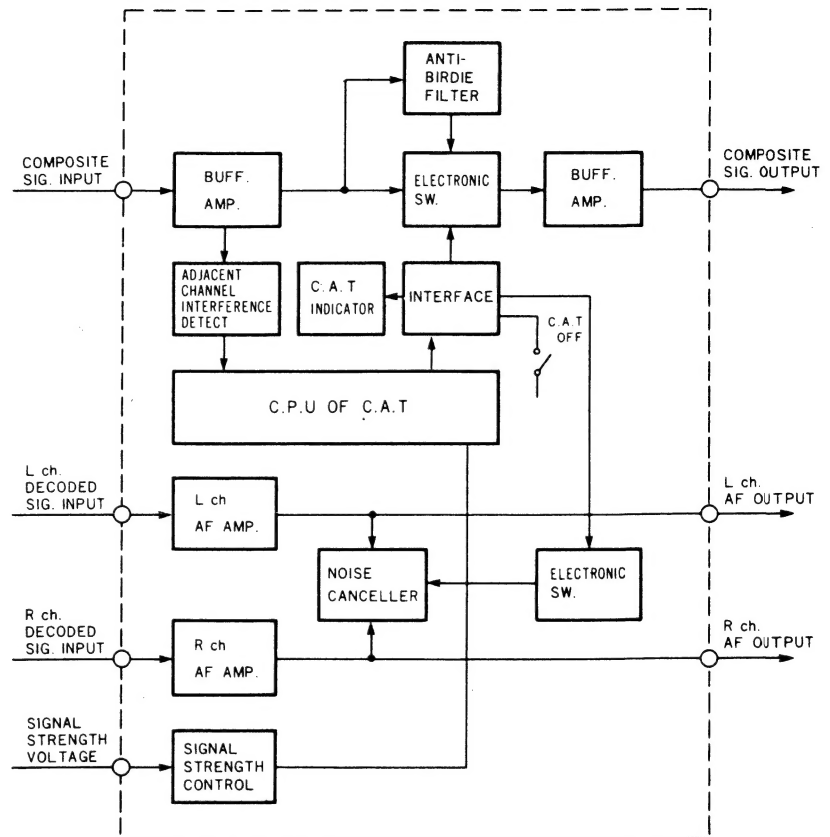 ANTI-
BIRDIE
FILTER
COMPOSITE
SIG. INPUT
BUFF.
AMP.
ELECTRONIC
SW.
BUFF.
AMP.
COMPOSITE
SIG. OUTPUT
ADJACENT
CHANNEL
INTERFERENCE
DETECT
C.A.T
INDICATOR
INTERFACE
C.A.T
OFF
C.P.U OF C.A.T
L ch.
DECODED
SIG. INPUT
L ch
AF AMP.
L ch.
AF OUTPUT
NOISE
CANCELLER
ELECTRONIC
SW.
R ch.
DECODED
SIG. INPUT
R ch
AF AMP.
R ch.
AF OUTPUT
SIGNAL
STRENGTH
VOLTAGE
SIGNAL
STRENGTH
CONTROL